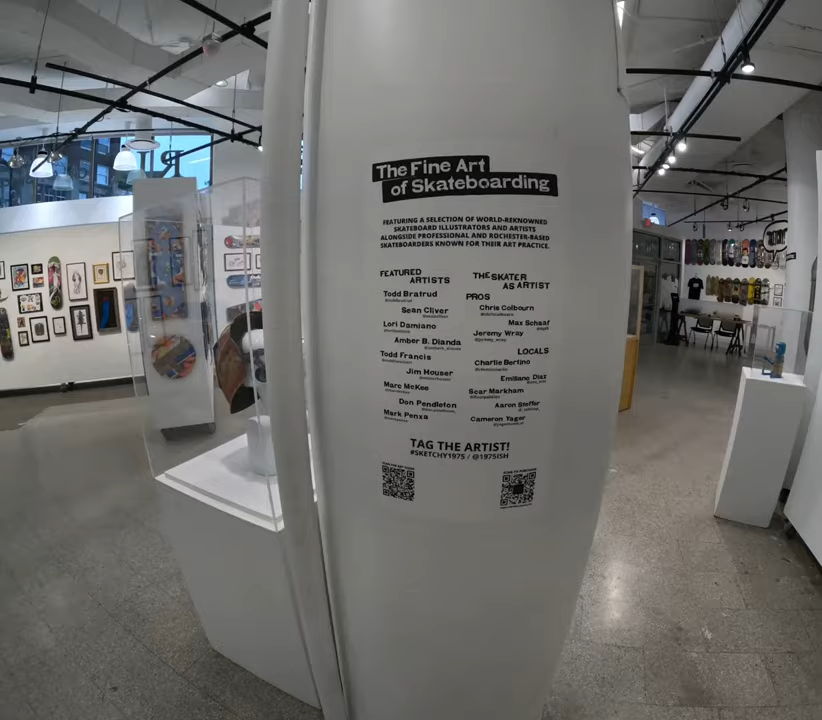 The Fine Art
of Skateboarding
FEATURING A SELECTION OF WORLD-REKNOWNED
SKATEBOARD ILLUSTRATORS AND ARTISTS
ALONGSIDE PROFESSIONAL AND ROCHESTER-BASED
SKATEBOARDERS KNOWN FOR THEIR ART PRACTICE.
FEATURED
ARTISTS
Todd Bratrud
Sean Cliver
Lori Damiano
Amber B. Dianda
Todd Francis
Jim Houser
Marc McKee
Don Pendleton
Mark Penxa
THE SKATER
AS ARTIST
PROS
Chris Colbourn
Max Schaaf
Jeremy Wray
LOCALS
Charlie Bertino
Emiliano Diaz
Scar Markham
Aaron Steffer
Cameron Yager
TAG THE ARTIST!
#SKETCHY1975 / @1975ISH